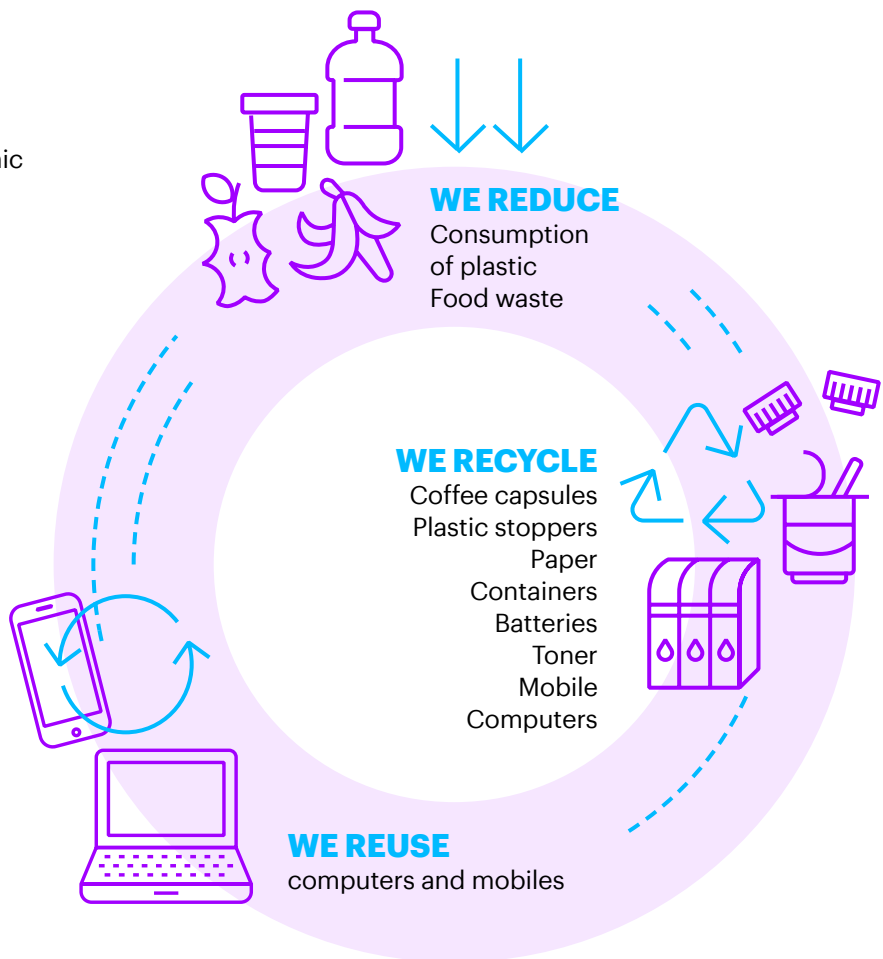 WE REDUCE
Consumption
of plastic
Food waste
WE RECYCLE
Coffee capsules
Plastic stoppers
Paper
Containers
Batteries
Toner
Mobile
Computers
WE REUSE
computers and mobiles